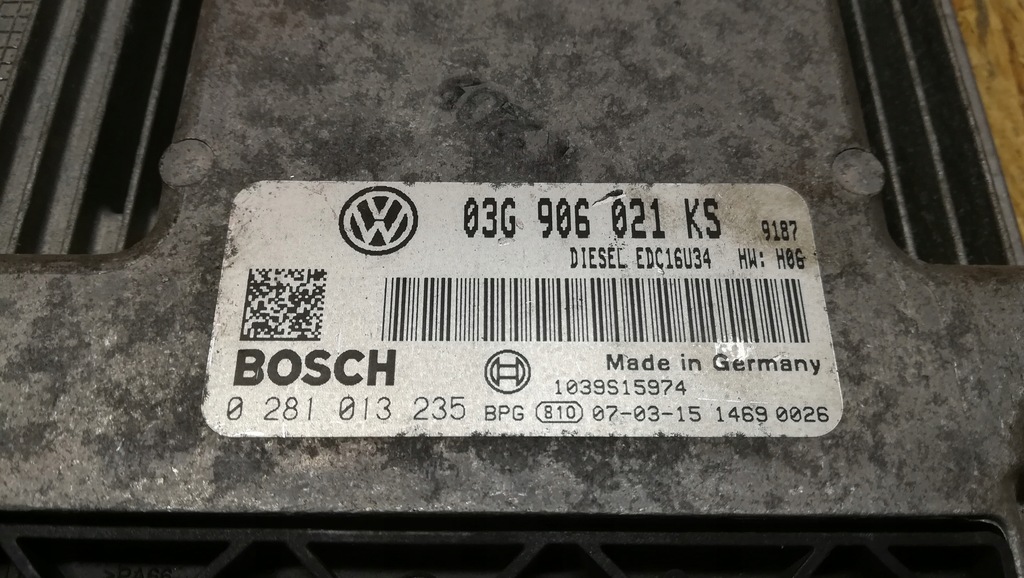 03G 906 021 KS 9187
DIESEL EDC16U34 HW: H06
BOSCH
Made in Germany
1039S15974
0 281 013 235 BPG 810 07-03-15 1469 0026
>PA66